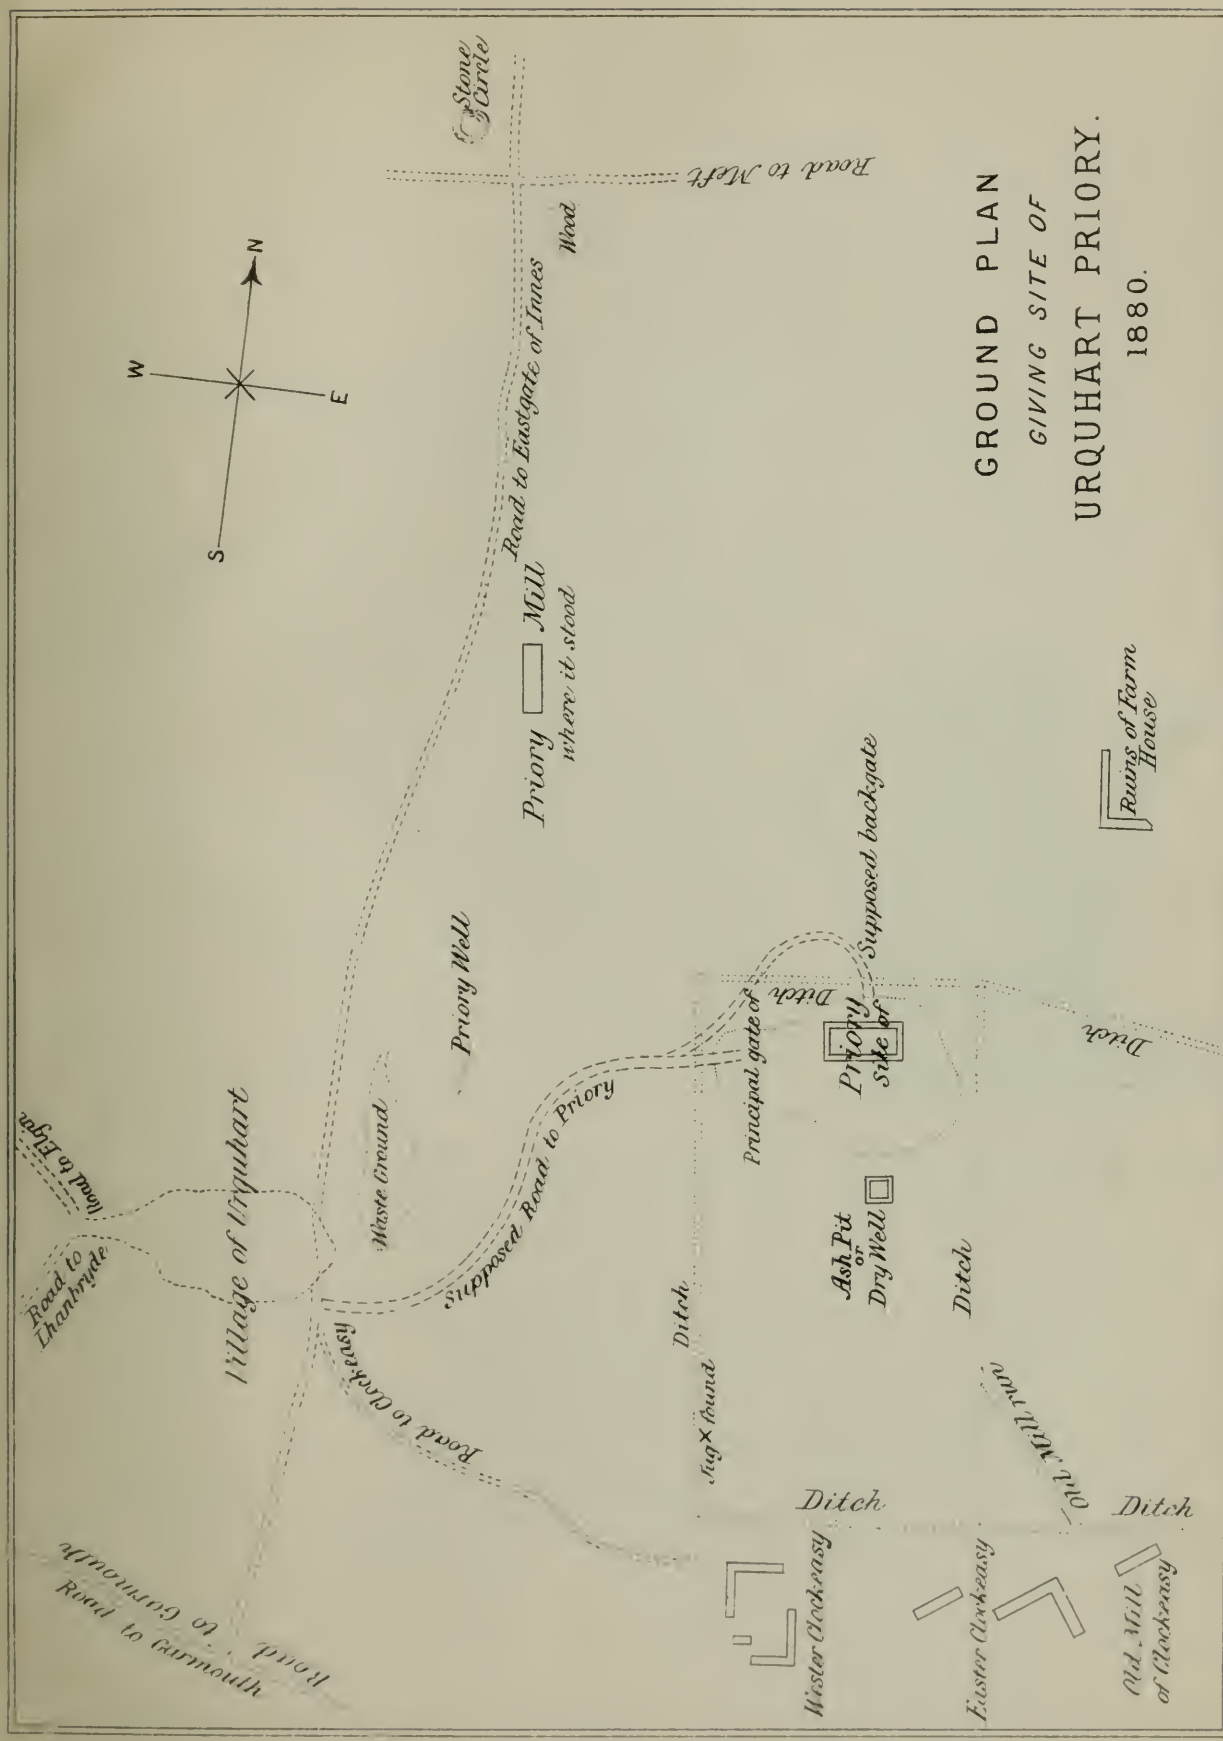 GROUND PLAN
GIVING SITE OF
URQUHART PRIORY.
1880.
Stone
Circle
Road to Meft
Wood
N
W
E
S
Road to Eastgate of Innes
Priory Mill
where it stood
Ruins of Farm
House
Supposed backgate
Priory Well
Ditch
Principal gate of
Priory
Site of
Ditch
Road to Elgin
Road to
Lhanbryde
Village of Urquhart
Waste Ground
Supposed Road to Priory
Ash Pit
or
Dry Well
Ditch
Ditch
Jug × found
Road to Clockeasy
Old Mill run
Ditch
Ditch
Road to Garmouth
Road to Garmouth
Wester Clockeasy
Easter Clockeasy
Old Mill
of Clockeasy